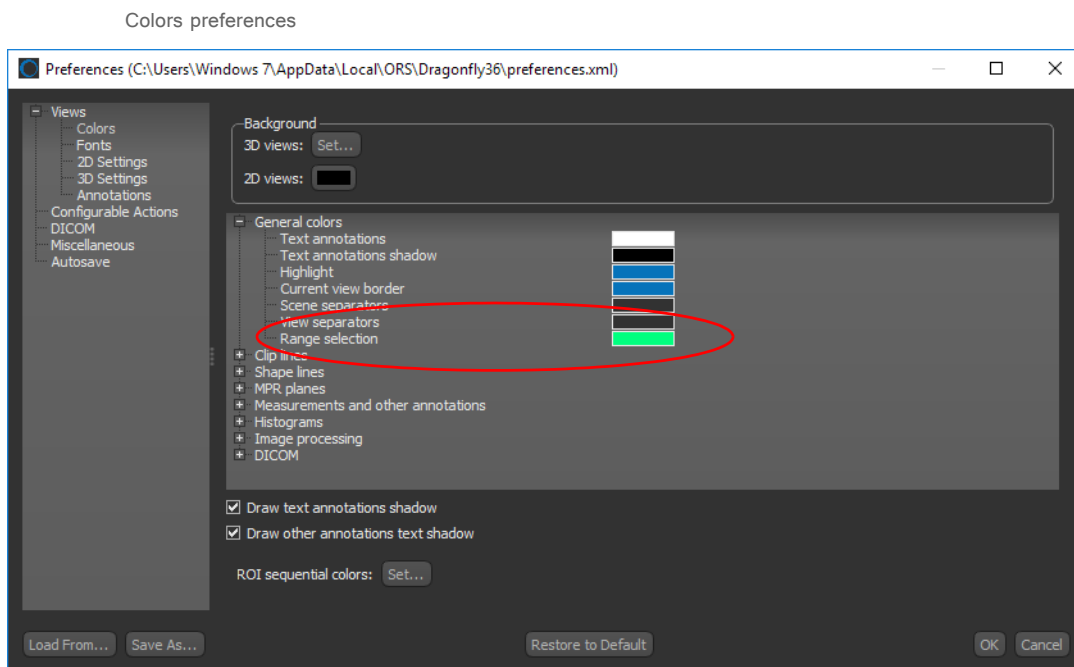 Colors preferences
Preferences (C:\Users\Windows 7\AppData\Local\ORS\Dragonfly36\preferences.xml)
Views
Colors
Fonts
2D Settings
3D Settings
Annotations
Configurable Actions
DICOM
Miscellaneous
Autosave
Background
3D views: Set...
2D views:
General colors
Text annotations
Text annotations shadow
Highlight
Current view border
Scene separators
View separators
Range selection
Clip lines
Shape lines
MPR planes
Measurements and other annotations
Histograms
Image processing
DICOM
Draw text annotations shadow
Draw other annotations text shadow
ROI sequential colors: Set...
Load From... Save As... Restore to Default OK Cancel